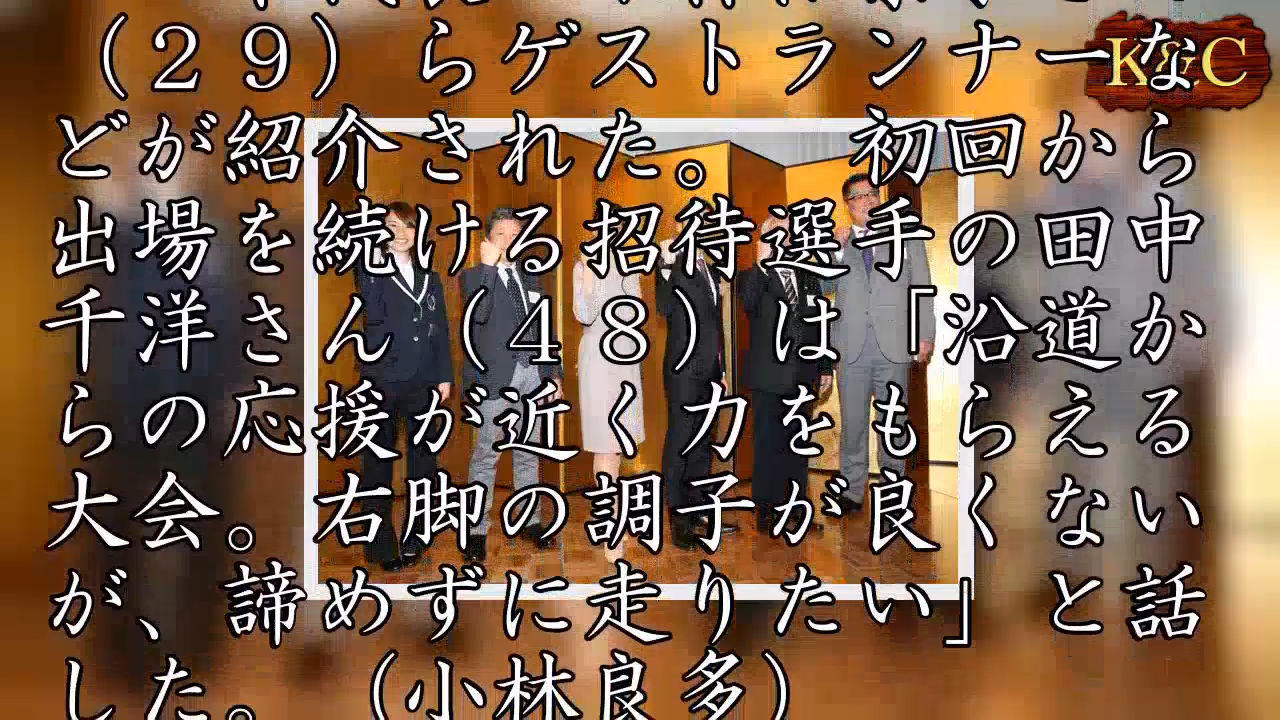 （２９）らゲストランナーな
どが紹介された。　初回から
出場を続ける招待選手の田中
千洋さん（４８）は「沿道か
らの応援が近く力をもらえる
大会。右脚の調子が良くない
が、諦めずに走りたい」と話
した。（小林良多）
K&C